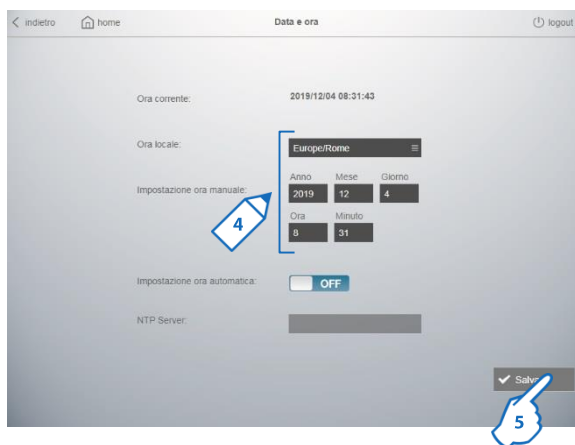 indietro home Data e ora logout
Ora corrente: 2019/12/04 08:31:43
Ora locale: Europe/Rome
Impostazione ora manuale:
Anno Mese Giorno
2019 12 4
Ora Minuto
8 31
4
Impostazione ora automatica: OFF
NTP Server:
Salva
5